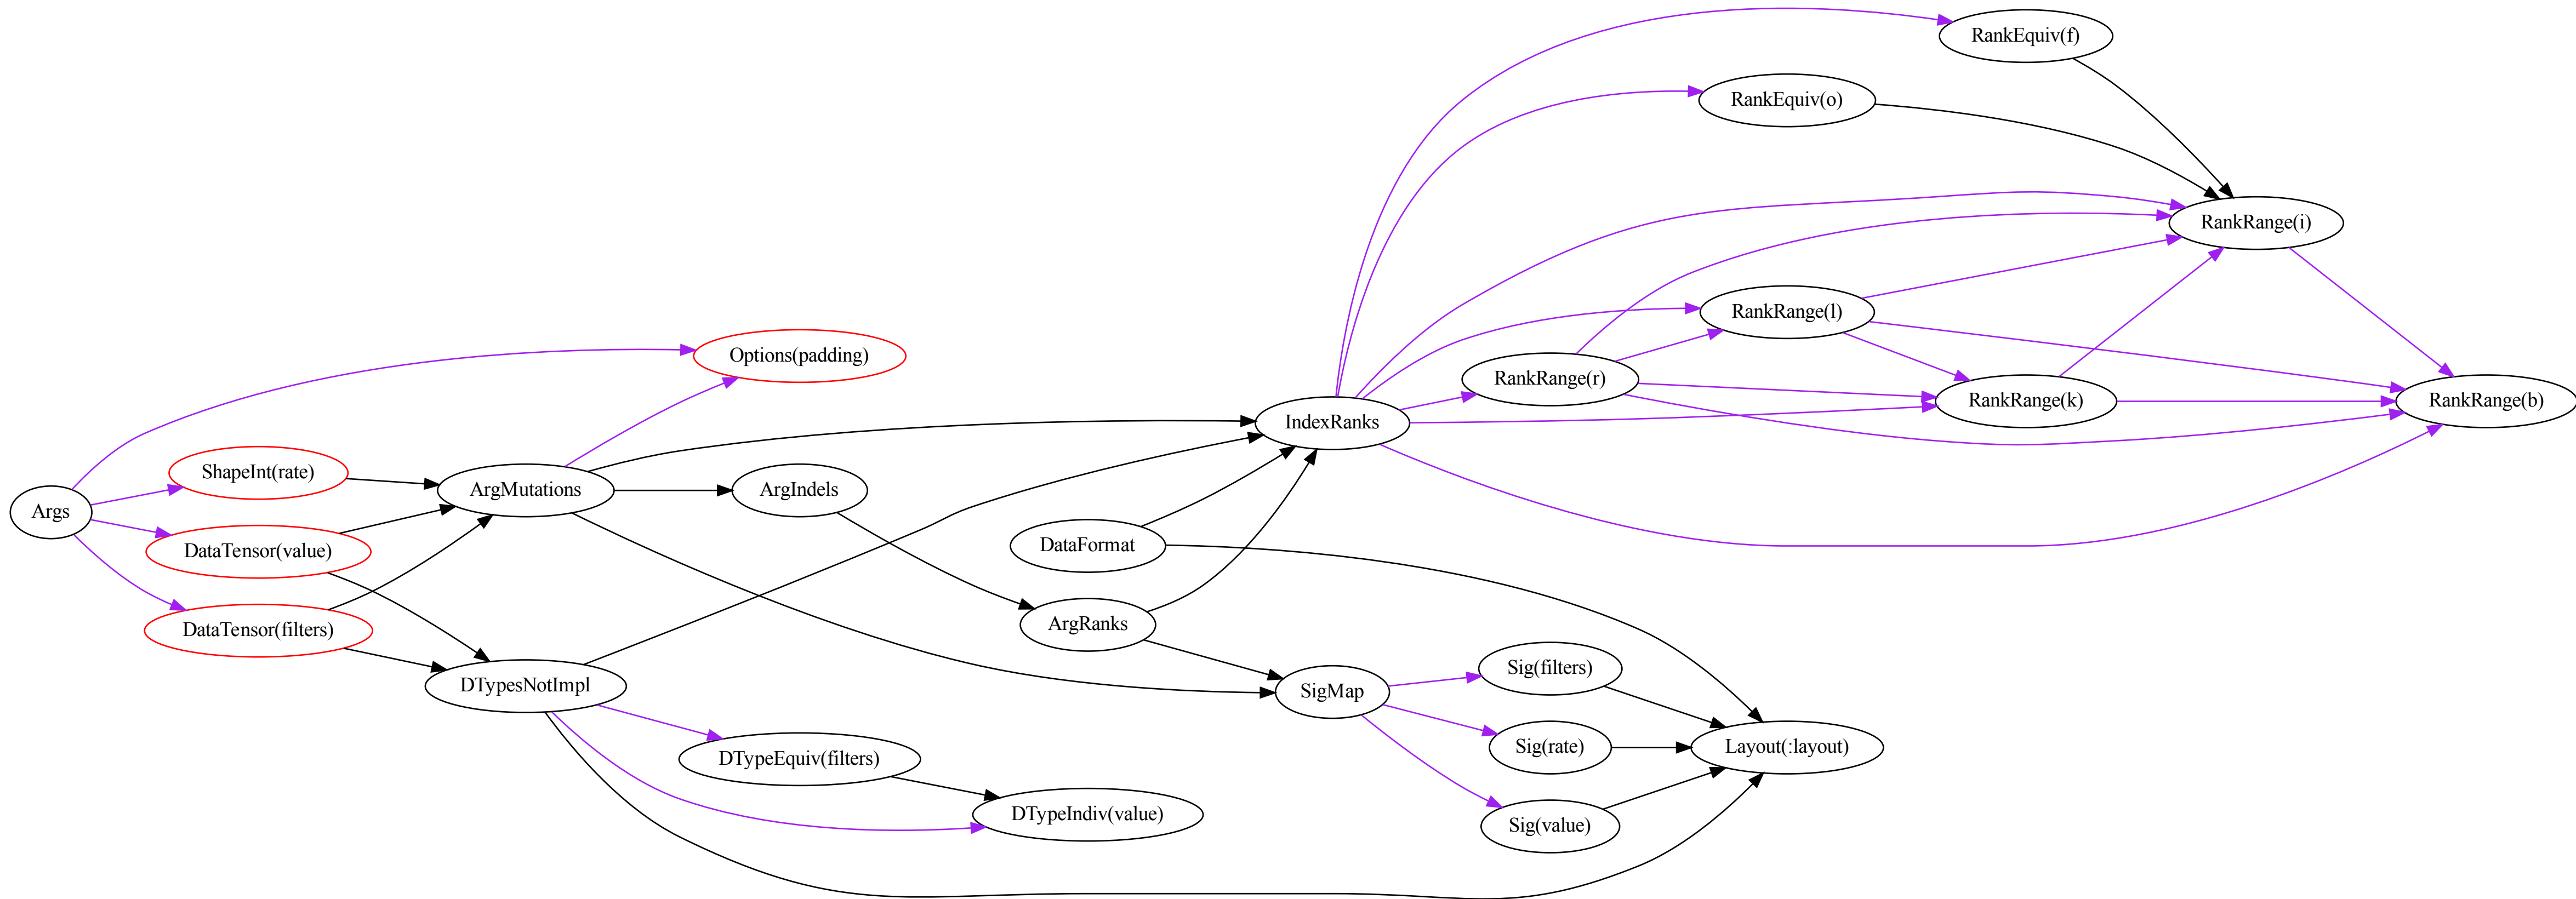 RankEquiv(f)
RankEquiv(o)
RankRange(i)
RankRange(l)
Options(padding)
RankRange(r)
RankRange(k)
RankRange(b)
IndexRanks
ShapeInt(rate)
ArgMutations
ArgIndels
Args
DataTensor(value)
DataFormat
DataTensor(filters)
ArgRanks
Sig(filters)
DTypesNotImpl
SigMap
Sig(rate)
Layout(:layout)
DTypeEquiv(filters)
DTypeIndiv(value)
Sig(value)